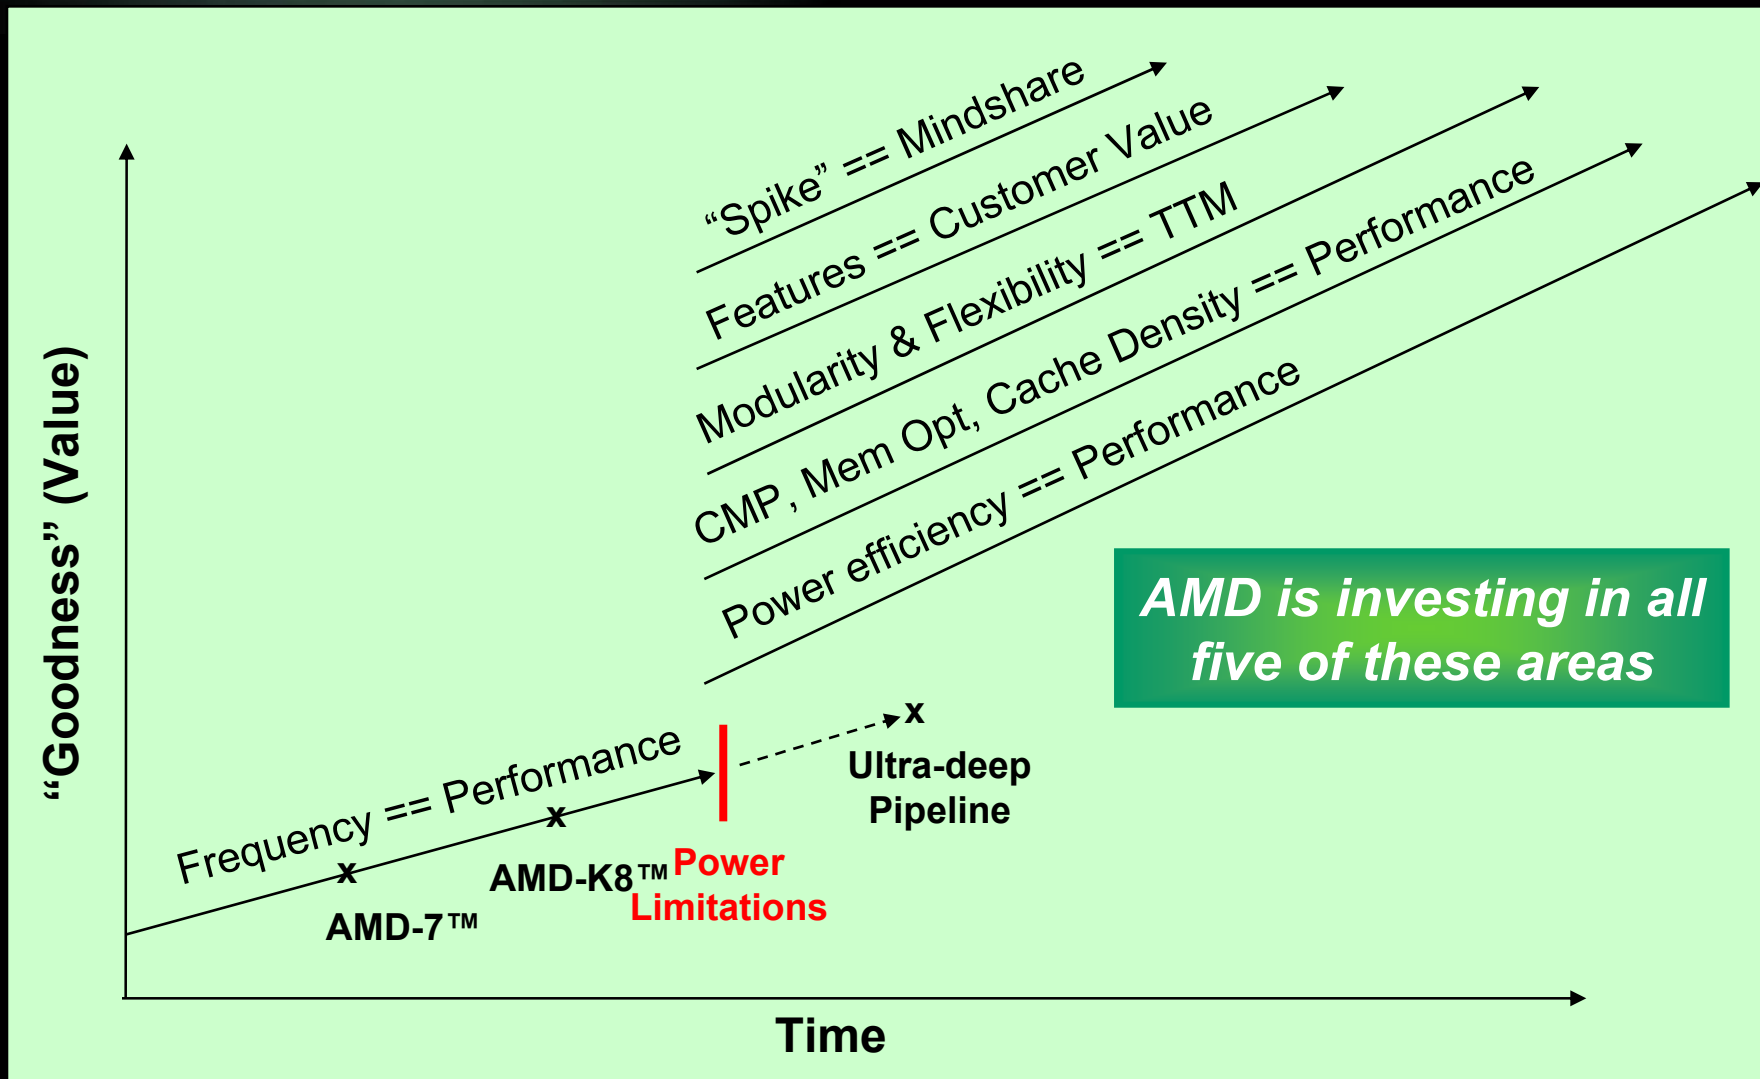 “Spike” == Mindshare
Features == Customer Value
Modularity & Flexibility == TTM
CMP, Mem Opt, Cache Density == Performance
Power efficiency == Performance
“Goodness” (Value)
AMD is investing in all
five of these areas
Frequency == Performance
x
x
x
Ultra-deep
Pipeline
AMD-7™
AMD-K8™
Power
Limitations
Time